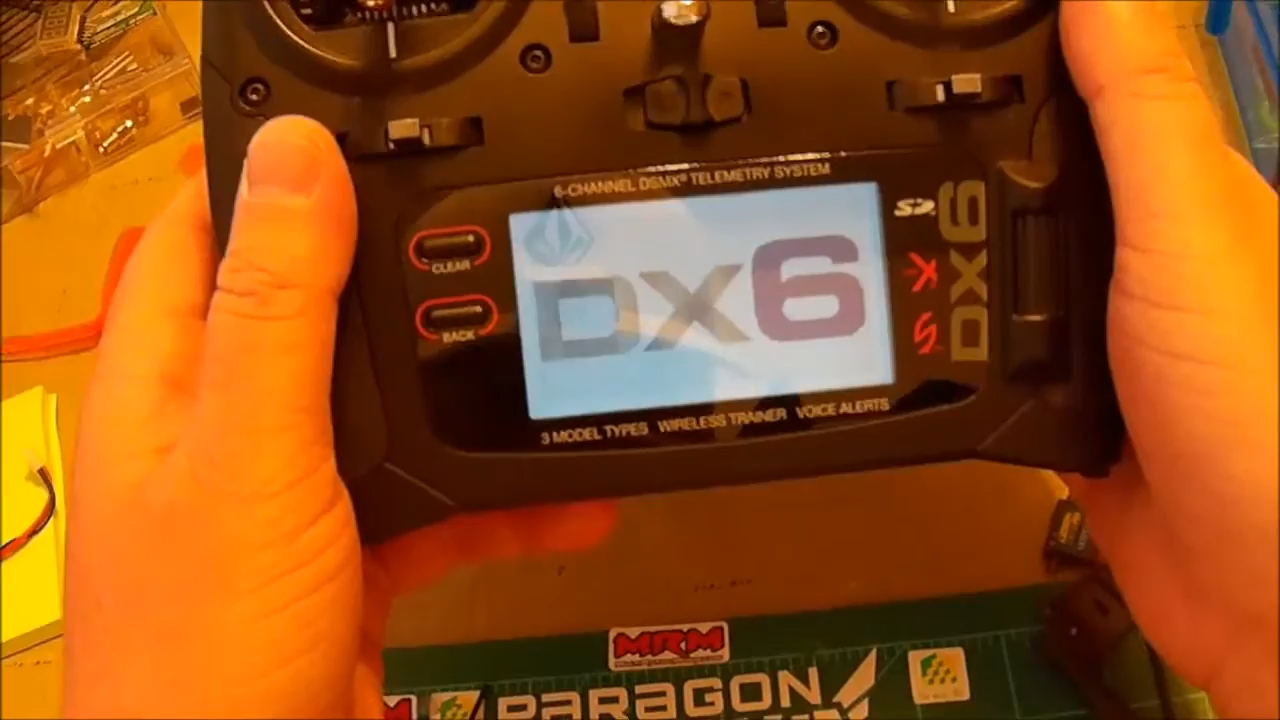 6-CHANNEL DSMX® TELEMETRY SYSTEM
CLEAR
BACK
DX6
SD
DX6
3 MODEL TYPES WIRELESS TRAINER VOICE ALERTS
MRM
PARAGON